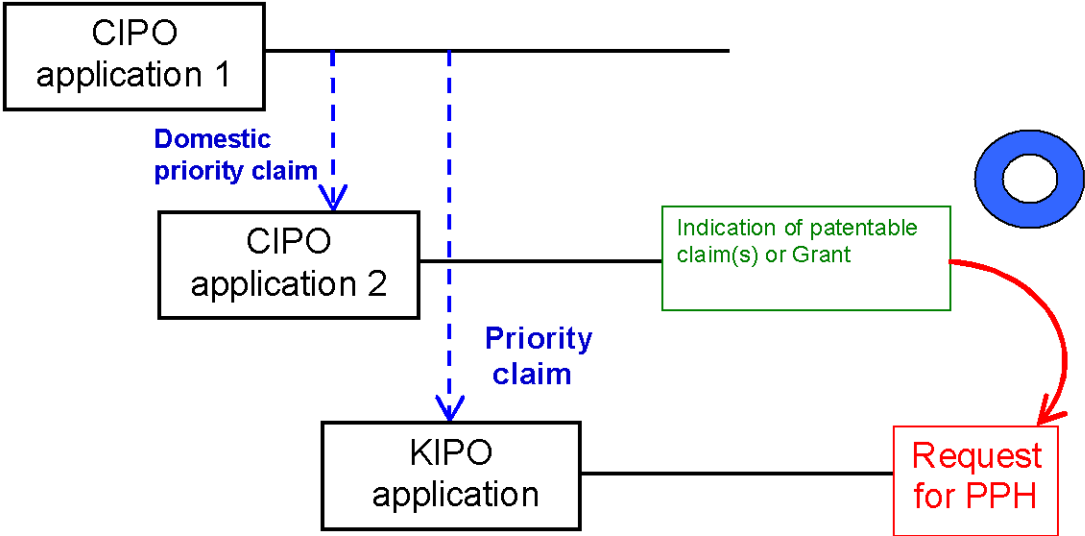 CIPO
application 1
Domestic
priority claim
CIPO
application 2
Indication of patentable
claim(s) or Grant
Priority
claim
KIPO
application
Request
for PPH